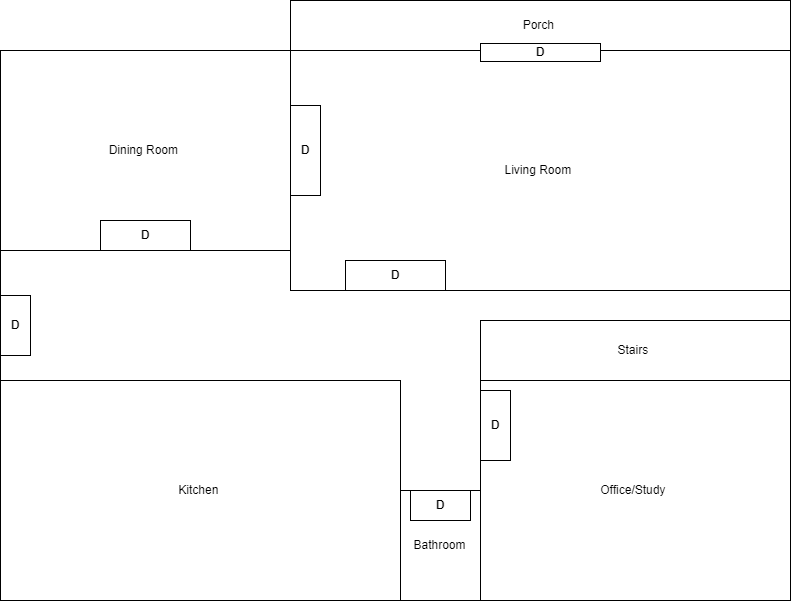 Porch
D
Dining Room
D
Living Room
D
D
D
Stairs
D
Kitchen
Office/Study
D
Bathroom